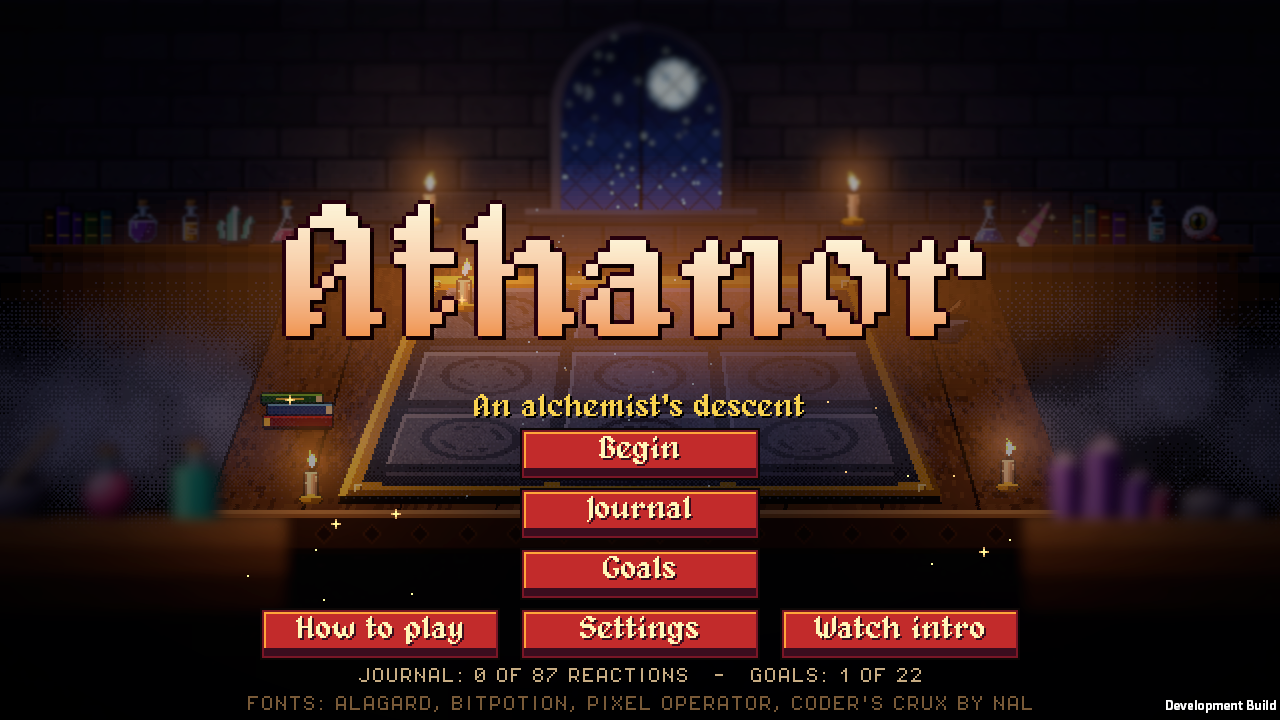 Athanor
An alchemist's descent
Begin
Journal
Goals
How to play
Settings
Watch intro
JOURNAL: 0 OF 87 REACTIONS - GOALS: 1 OF 22
FONTS: ALAGARD, BITPOTION, PIXEL OPERATOR, CODER'S CRUX BY NAL
Development Build